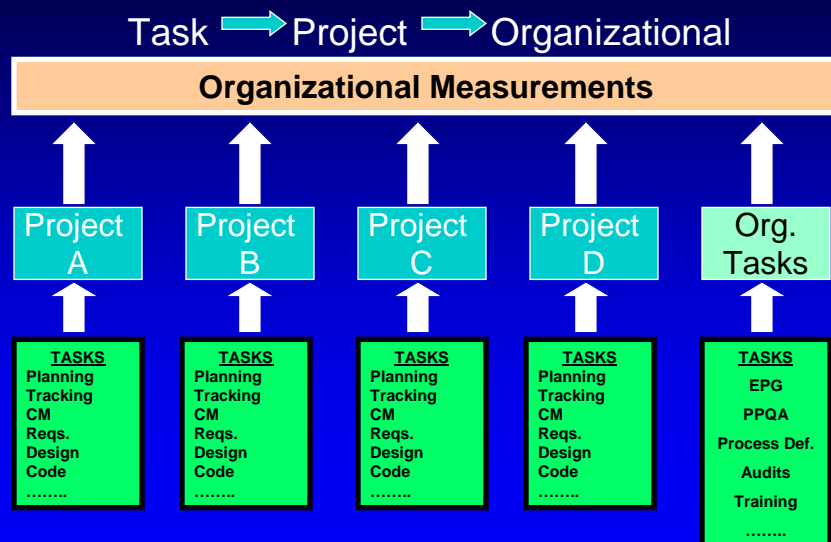 Task Project Organizational
Organizational Measurements
Project
A
Project
B
Project
C
Project
D
Org.
Tasks
TASKS
Planning
Tracking
CM
Reqs.
Design
Code
........
TASKS
Planning
Tracking
CM
Reqs.
Design
Code
........
TASKS
Planning
Tracking
CM
Reqs.
Design
Code
........
TASKS
Planning
Tracking
CM
Reqs.
Design
Code
........
TASKS
EPG
PPQA
Process Def.
Audits
Training
........